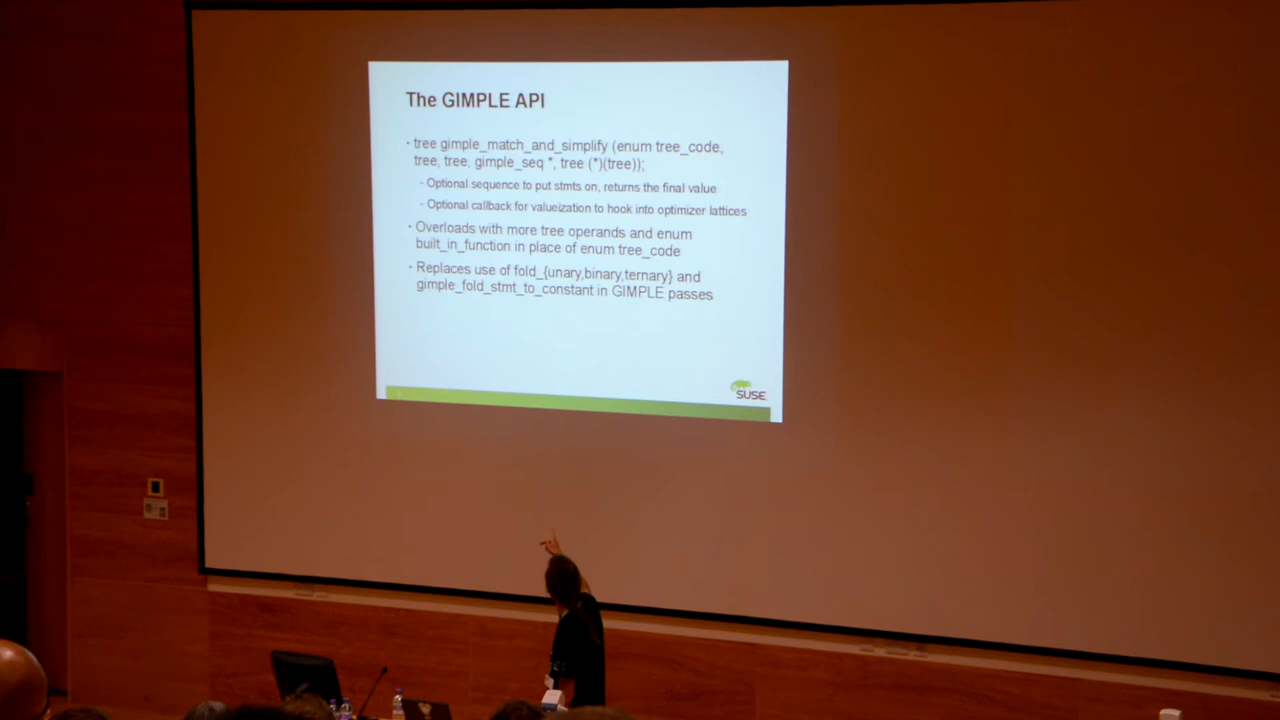 The GIMPLE API
· tree gimple_match_and_simplify (enum tree_code,
tree, tree, gimple_seq *, tree (*)(tree));
- Optional sequence to put stmts on, returns the final value
- Optional callback for valueization to hook into optimizer lattices
· Overloads with more tree operands and enum
built_in_function in place of enum tree_code
· Replaces use of fold_{unary,binary,ternary} and
gimple_fold_stmt_to_constant in GIMPLE passes
SUSE